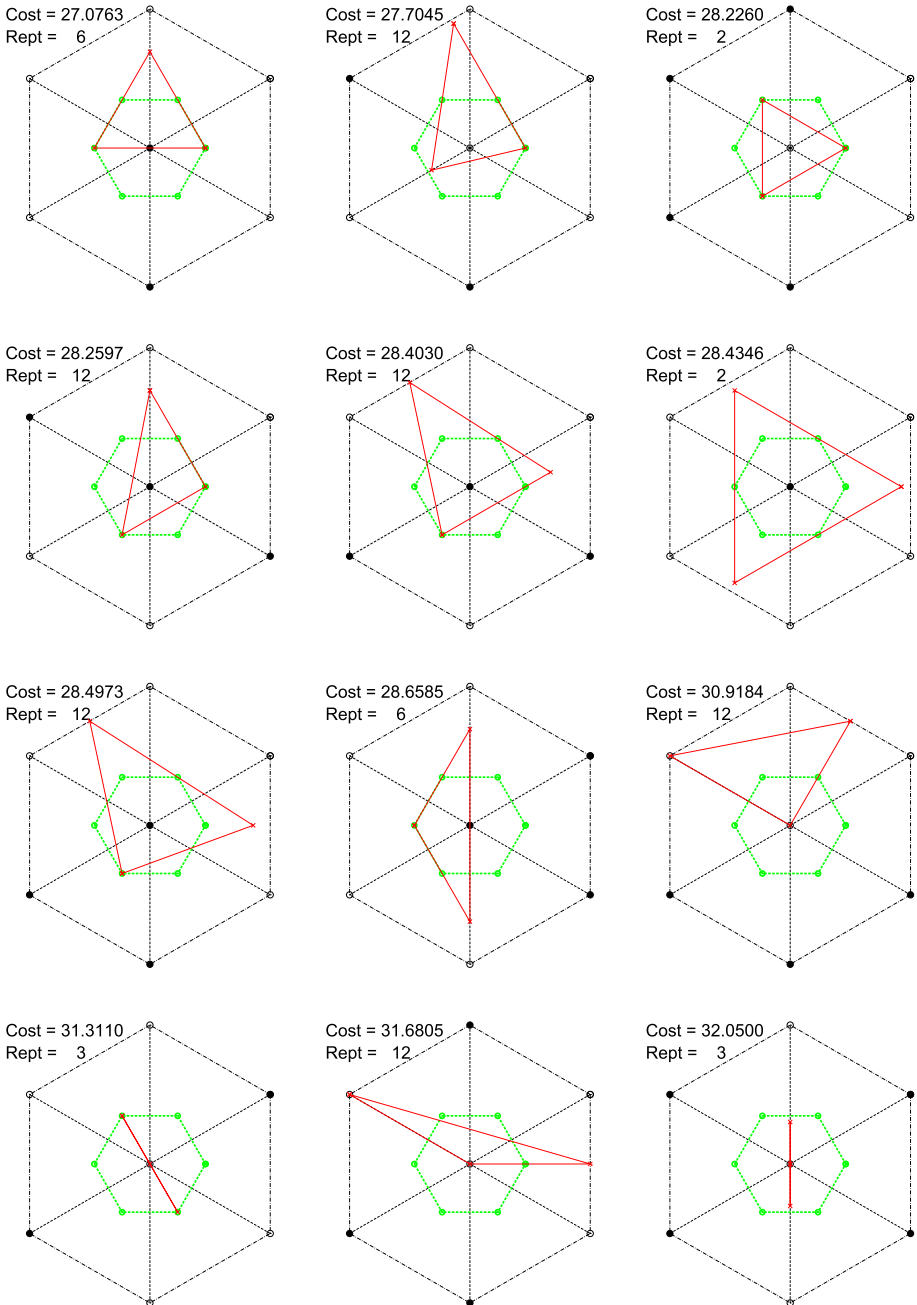 Cost = 27.0763
Rept = 6
Cost = 27.7045
Rept = 12
Cost = 28.2260
Rept = 2
Cost = 28.2597
Rept = 12
Cost = 28.4030
Rept = 12
Cost = 28.4346
Rept = 2
Cost = 28.4973
Rept = 12
Cost = 28.6585
Rept = 6
Cost = 30.9184
Rept = 12
Cost = 31.3110
Rept = 3
Cost = 31.6805
Rept = 12
Cost = 32.0500
Rept = 3